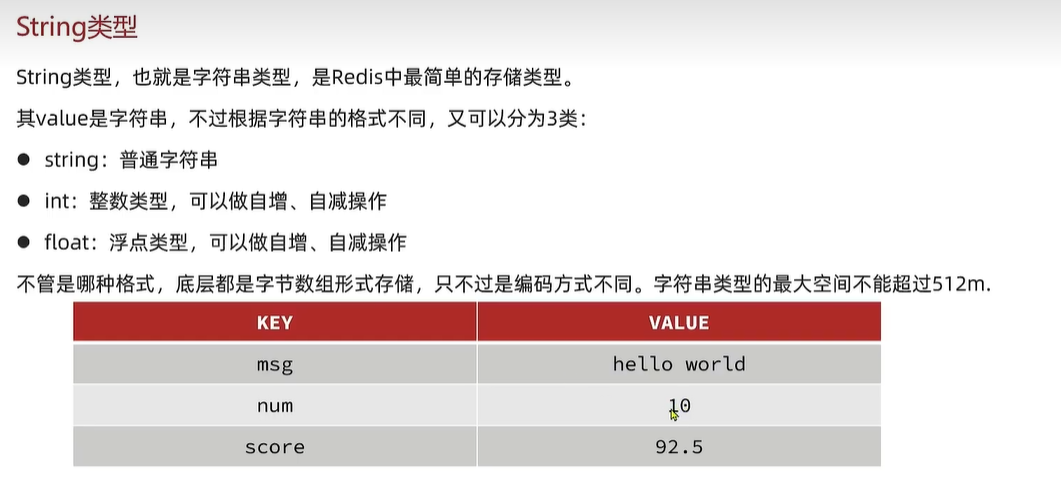 String类型
String类型，也就是字符串类型，是Redis中最简单的存储类型。
其value是字符串，不过根据字符串的格式不同，又可以分为3类：
● string：普通字符串
● int：整数类型，可以做自增、自减操作
● float：浮点类型，可以做自增、自减操作
不管是哪种格式，底层都是字节数组形式存储，只不过是编码方式不同。字符串类型的最大空间不能超过512m.
KEY VALUE
msg hello world
num 10
score 92.5